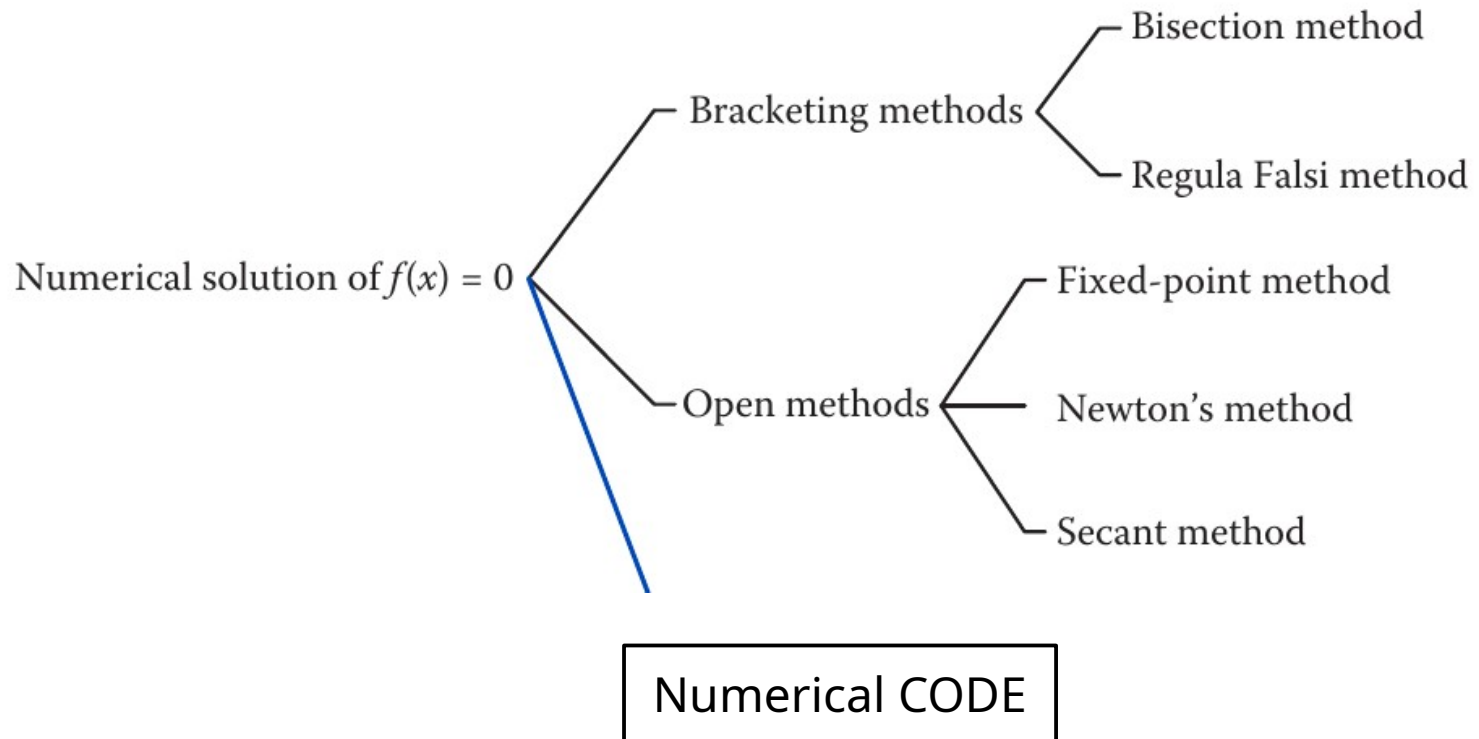 Bisection method
Bracketing methods
Regula Falsi method
Numerical solution of f(x) = 0
Fixed-point method
Open methods
Newton’s method
Secant method
Numerical CODE